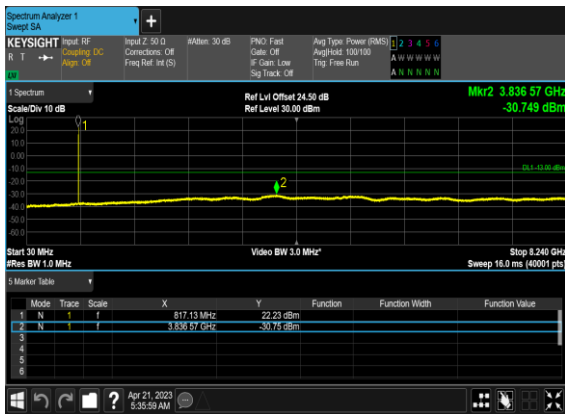 Spectrum Analyzer 1
Swept SA
KEYSIGHT Input: RF Input Z: 50 Ω #Atten: 30 dB PNO: Fast Avg Type: Power (RMS) 1 2 3 4 5 6
R T Coupling: DC Corrections: Off Gate: Off Avg|Hold: 100/100 A W W W W W
Align: Off Freq Ref: Int (S) IF Gain: Low Trig: Free Run
Sig Track: Off A N N N N N
1 Spectrum Ref Lvl Offset 24.50 dB Mkr2 3.836 57 GHz
Scale/Div 10 dB Ref Level 30.00 dBm -30.749 dBm
Log
20.0 1
10.0
0.00
-10.0 DL1 -13.00 dBm
-20.0 2
-30.0
-40.0
-50.0
-60.0
Start 30 MHz Video BW 3.0 MHz* Stop 8.240 GHz
#Res BW 1.0 MHz Sweep 16.0 ms (40001 pts)
5 Marker Table
Mode Trace Scale X Y Function Function Width Function Value
1 N 1 f 817.13 MHz 22.23 dBm
2 N 1 f 3.836 57 GHz -30.75 dBm
3
4
5
6
? Apr 21, 2023
5:35:59 AM